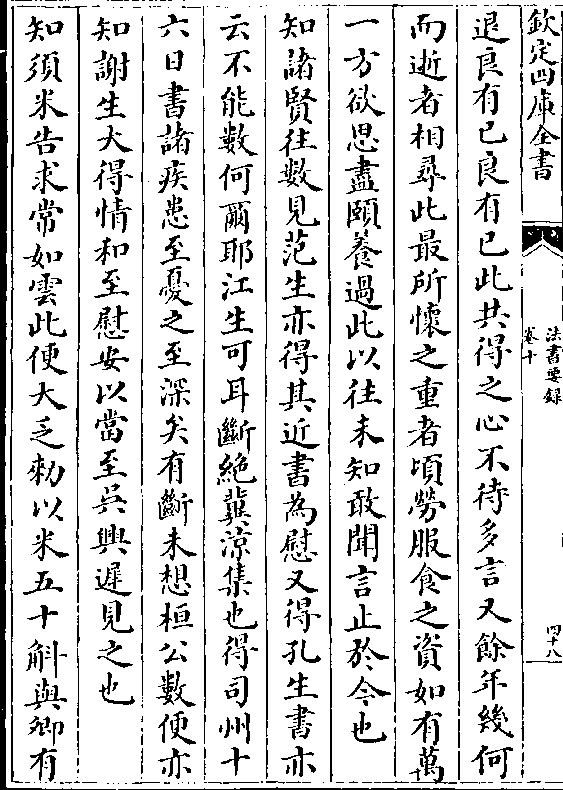 欽定四庫全書
法書要錄
卷十
四十八
退良有已良有已此共得之心不待多言又餘年幾何
而逝者相尋此最所懷之重者頃勞服食之資如有萬
一方欲思盡頤養過此以往未知敢聞言止於今也
知諸賢往數見范生亦得其近書為慰又得孔生書亦
云不能數何爾耶江生可耳斷絶冀涼集也得司州十
六日書諸疾患至憂之至深矣有斷未想桓公數使亦
知謝生大得情和至慰安以當至吳興遲見之也
知須米告求常如雲此便大乏勑以米五十斛與卿有